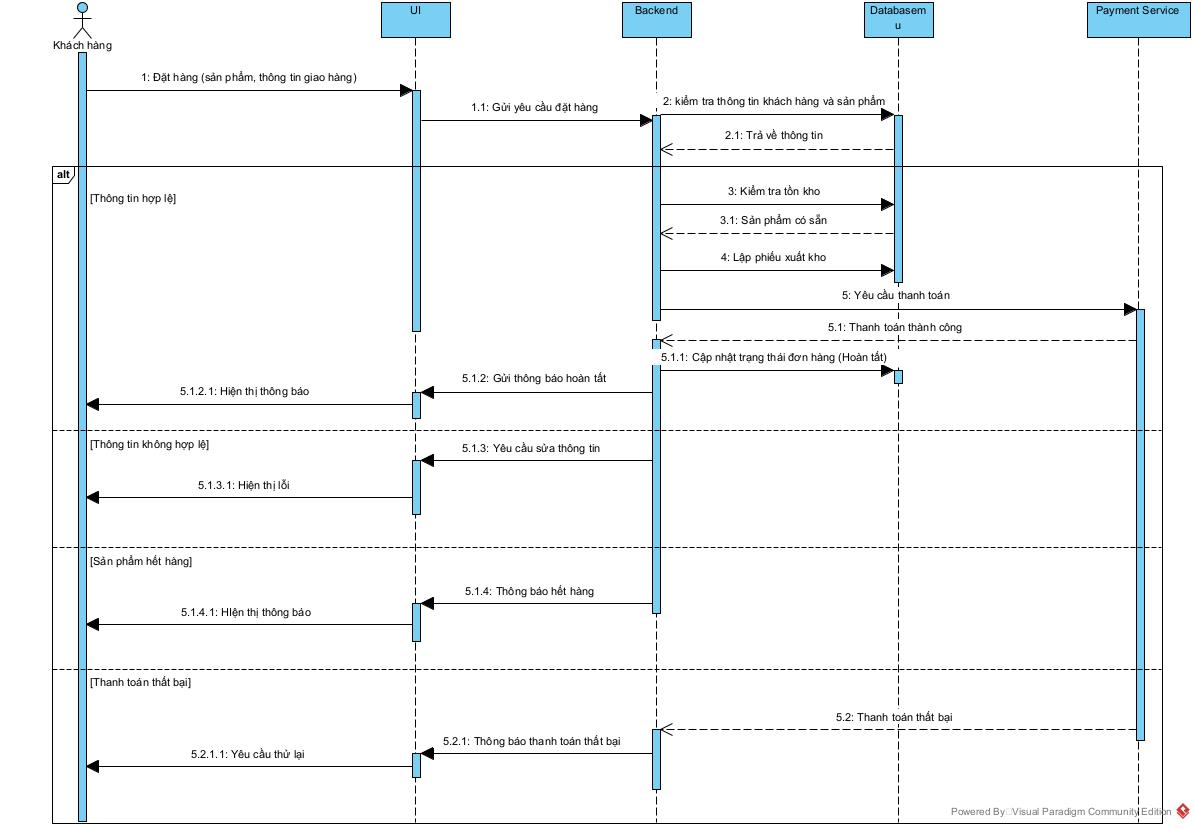 UI
Backend
Databasem
u
Payment Service
Khách hàng
1: Đặt hàng (sản phẩm, thông tin giao hàng)
1.1: Gửi yêu cầu đặt hàng
2: kiểm tra thông tin khách hàng và sản phẩm
2.1: Trả về thông tin
alt
[Thông tin hợp lệ]
3: Kiểm tra tồn kho
3.1: Sản phẩm có sẵn
4: Lập phiếu xuất kho
5: Yêu cầu thanh toán
5.1: Thanh toán thành công
5.1.1: Cập nhật trạng thái đơn hàng (Hoàn tất)
5.1.2: Gửi thông báo hoàn tất
5.1.2.1: Hiện thị thông báo
[Thông tin không hợp lệ]
5.1.3: Yêu cầu sửa thông tin
5.1.3.1: Hiện thị lỗi
[Sản phẩm hết hàng]
5.1.4: Thông báo hết hàng
5.1.4.1: HIện thị thông báo
[Thanh toán thất bại]
5.2: Thanh toán thất bại
5.2.1: Thông báo thanh toán thất bại
5.2.1.1: Yêu cầu thử lại
Powered By Visual Paradigm Community Edition